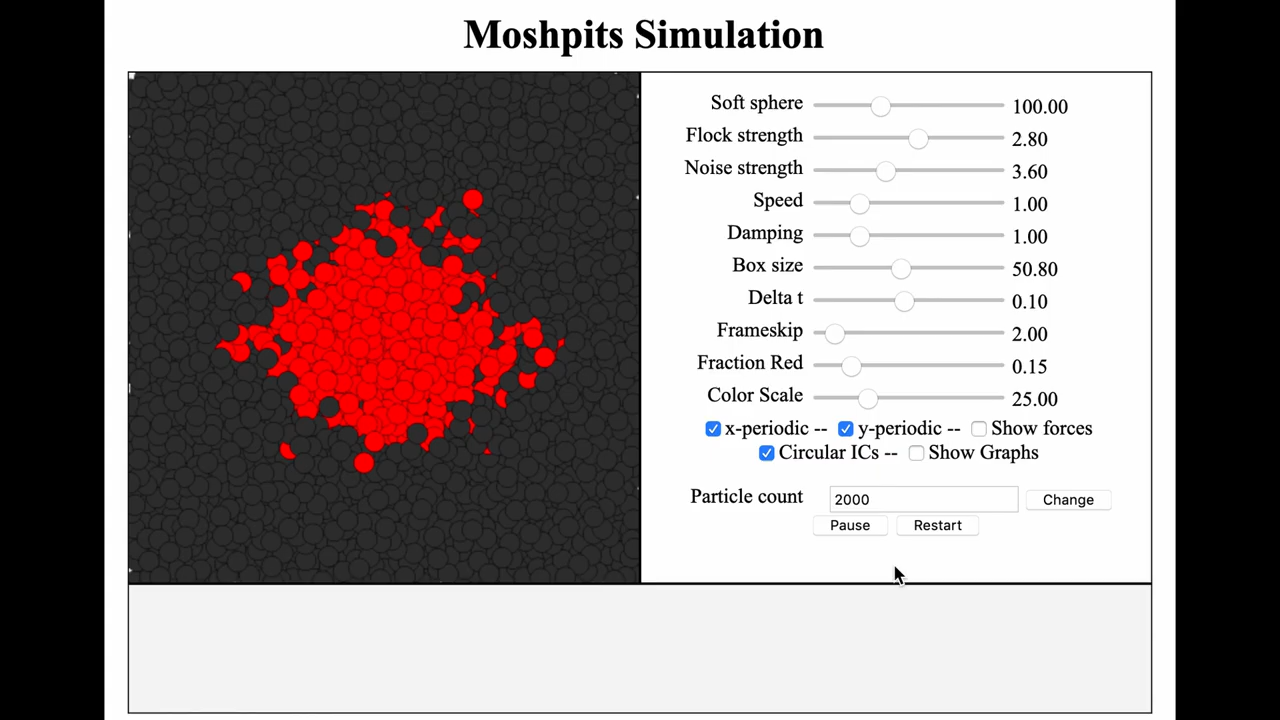 Moshpits Simulation
Soft sphere 100.00
Flock strength 2.80
Noise strength 3.60
Speed 1.00
Damping 1.00
Box size 50.80
Delta t 0.10
Frameskip 2.00
Fraction Red 0.15
Color Scale 25.00
x-periodic -- y-periodic -- Show forces
Circular ICs -- Show Graphs
Particle count 2000 Change
Pause Restart